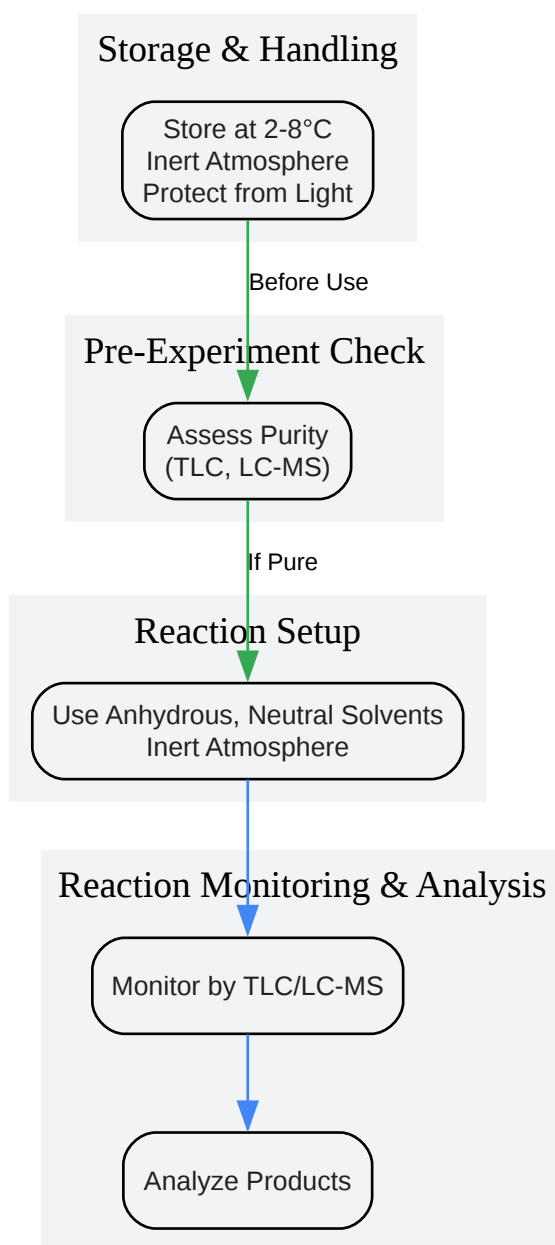 Storage & Handling
Store at 2-8°C
Inert Atmosphere
Protect from Light
Before Use
Pre-Experiment Check
Assess Purity
(TLC, LC-MS)
If Pure
Reaction Setup
Use Anhydrous, Neutral Solvents
Inert Atmosphere
Reaction Monitoring & Analysis
Monitor by TLC/LC-MS
Analyze Products